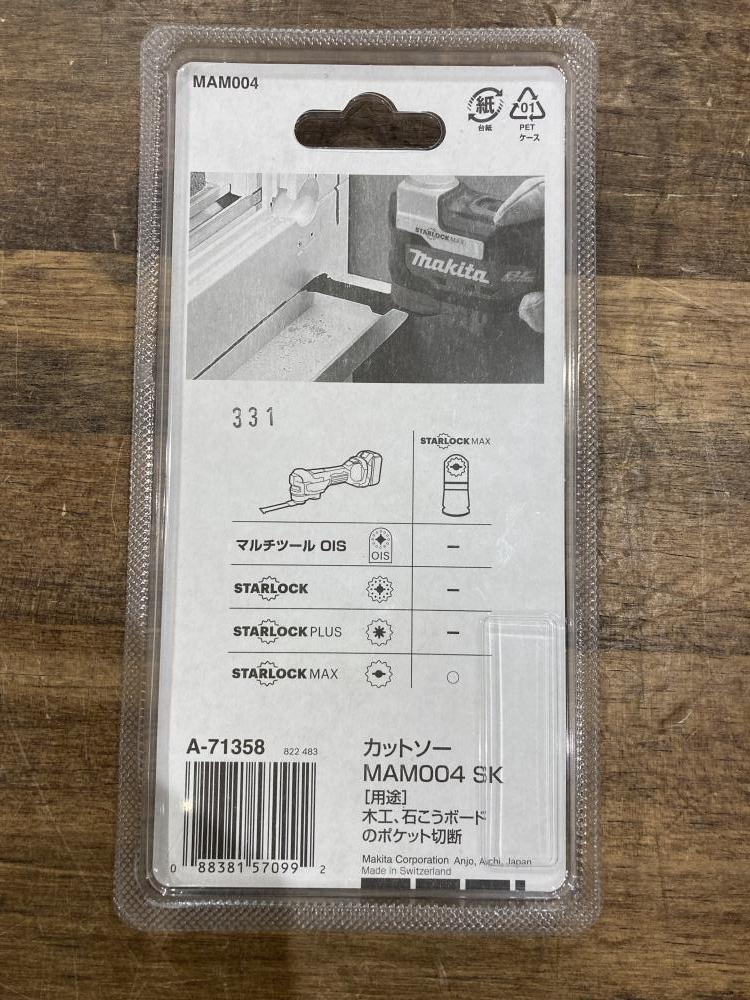 MAM004
紙
台紙
01
PET
ケース
STARLOCK MAX
makita
331
STARLOCK MAX
マルチツール OIS
OIS
–
STARLOCK
–
STARLOCK PLUS
–
STARLOCK MAX
○
A-71358 822 483
カットソー
MAM004 SK
[用途]
木工、石こうボード
のポケット切断
Makita Corporation Anjo, Aichi, Japan
Made in Switzerland
0 88381 57099 2